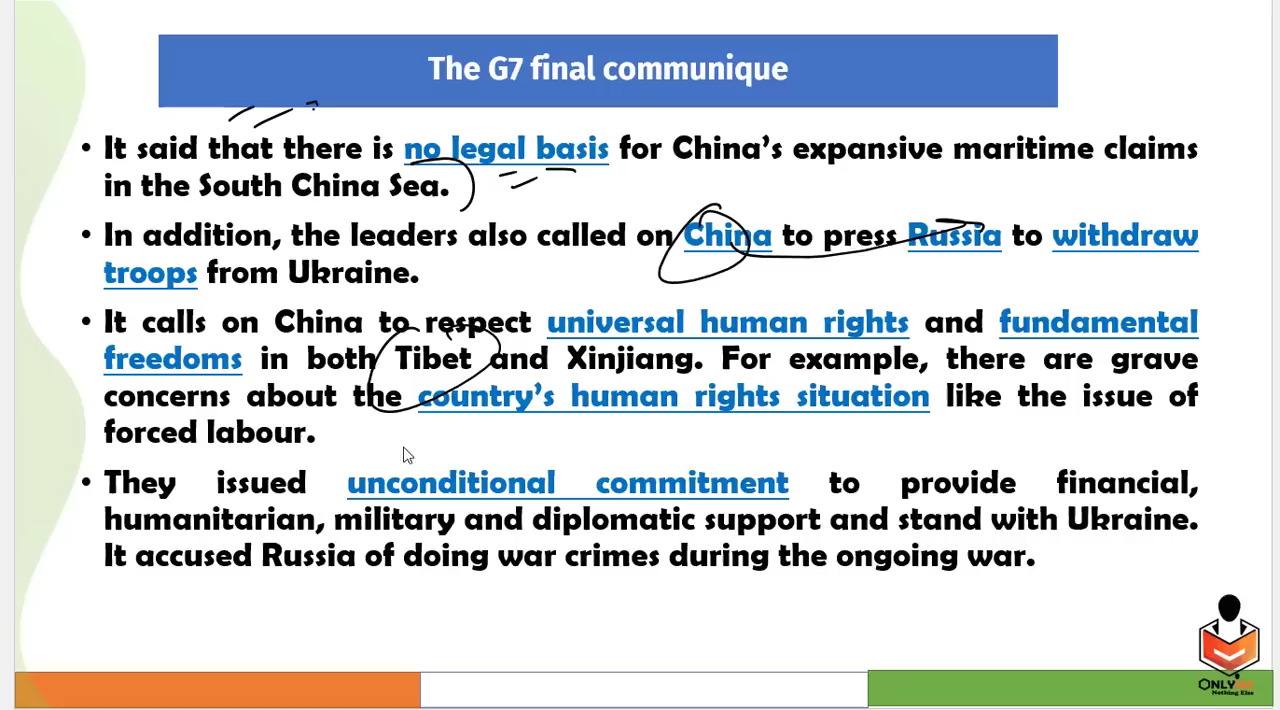 The G7 final communique
• It said that there is no legal basis for China's expansive maritime claims
in the South China Sea.
• In addition, the leaders also called on China to press Russia to withdraw
troops from Ukraine.
• It calls on China to respect universal human rights and fundamental
freedoms in both Tibet and Xinjiang. For example, there are grave
concerns about the country's human rights situation like the issue of
forced labour.
• They issued unconditional commitment to provide financial,
humanitarian, military and diplomatic support and stand with Ukraine.
It accused Russia of doing war crimes during the ongoing war.
ONLYIAS
Nothing Else